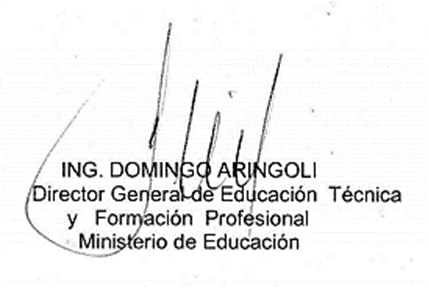 ING. DOMINGO ARINGOLI
Director General de Educación Técnica
y Formación Profesional
Ministerio de Educación